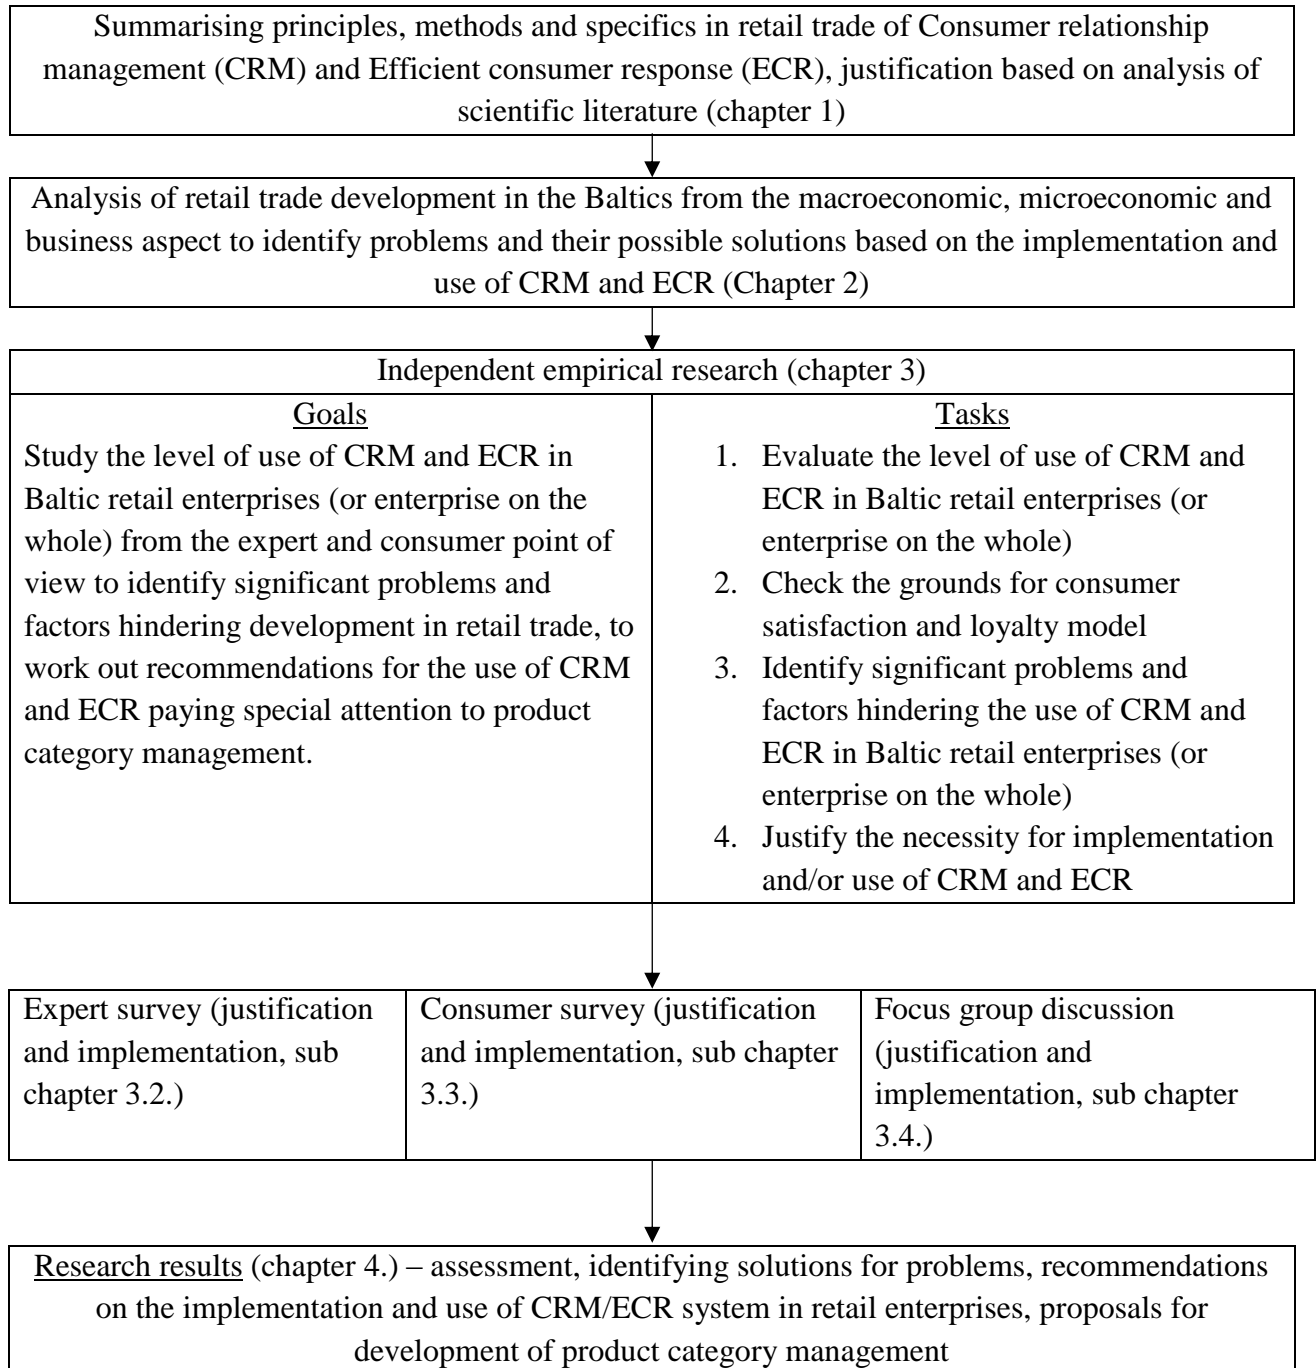 Summarising principles, methods and specifics in retail trade of Consumer relationship
management (CRM) and Efficient consumer response (ECR), justification based on analysis of
scientific literature (chapter 1)
Analysis of retail trade development in the Baltics from the macroeconomic, microeconomic and
business aspect to identify problems and their possible solutions based on the implementation and
use of CRM and ECR (Chapter 2)
Independent empirical research (chapter 3)
Goals
Study the level of use of CRM and ECR in
Baltic retail enterprises (or enterprise on the
whole) from the expert and consumer point of
view to identify significant problems and
factors hindering development in retail trade, to
work out recommendations for the use of CRM
and ECR paying special attention to product
category management.
Tasks
1. Evaluate the level of use of CRM and
ECR in Baltic retail enterprises (or
enterprise on the whole)
2. Check the grounds for consumer
satisfaction and loyalty model
3. Identify significant problems and
factors hindering the use of CRM and
ECR in Baltic retail enterprises (or
enterprise on the whole)
4. Justify the necessity for implementation
and/or use of CRM and ECR
Expert survey (justification
and implementation, sub
chapter 3.2.)
Consumer survey (justification
and implementation, sub chapter
3.3.)
Focus group discussion
(justification and
implementation, sub chapter
3.4.)
Research results (chapter 4.) – assessment, identifying solutions for problems, recommendations
on the implementation and use of CRM/ECR system in retail enterprises, proposals for
development of product category management